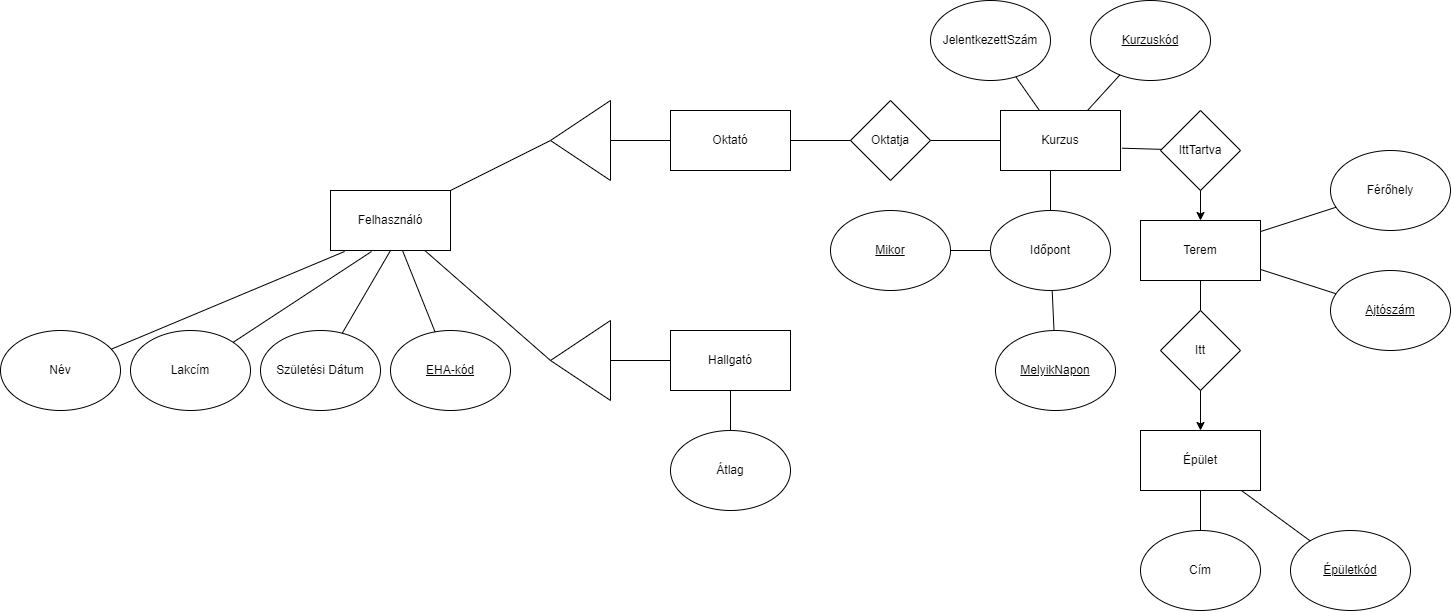 JelentkezettSzám
Kurzuskód
Oktató
Oktatja
Kurzus
IttTartva
Férőhely
Felhasználó
Mikor
Időpont
Terem
Ajtószám
Név
Lakcím
Születési Dátum
EHA-kód
Hallgató
MelyikNapon
Itt
Átlag
Épület
Cím
Épületkód